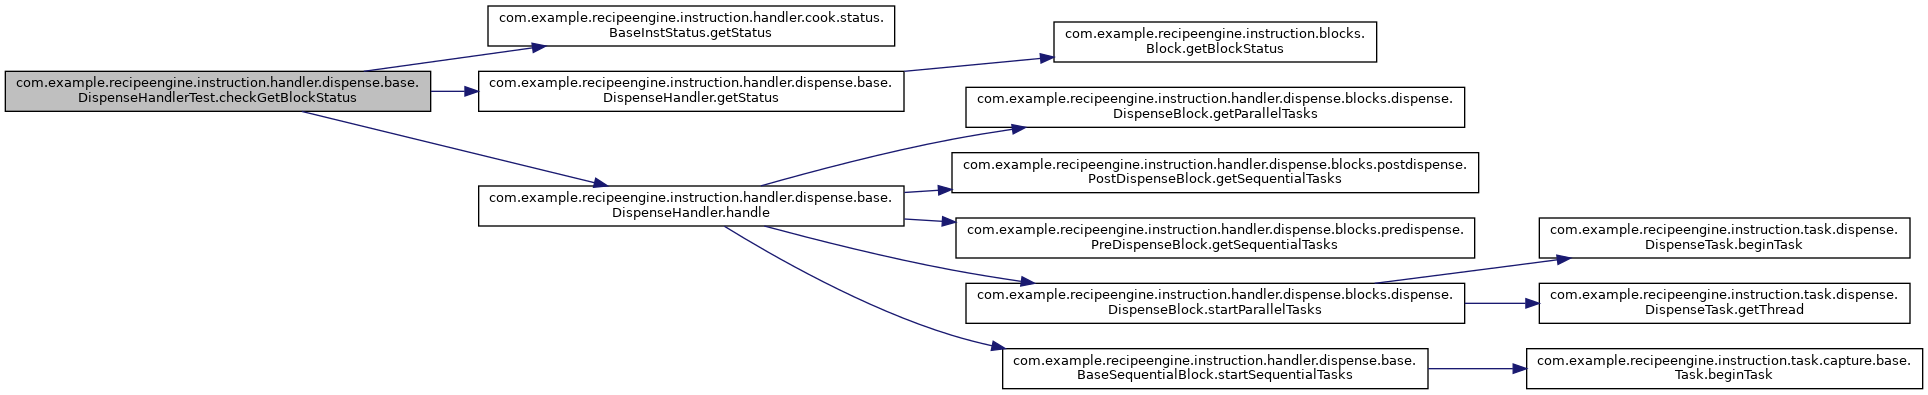 com.example.recipeengine.instruction.handler.cook.status.
BaseInstStatus.getStatus
com.example.recipeengine.instruction.blocks.
Block.getBlockStatus
com.example.recipeengine.instruction.handler.dispense.base.
DispenseHandlerTest.checkGetBlockStatus
com.example.recipeengine.instruction.handler.dispense.base.
DispenseHandler.getStatus
com.example.recipeengine.instruction.handler.dispense.blocks.dispense.
DispenseBlock.getParallelTasks
com.example.recipeengine.instruction.handler.dispense.blocks.postdispense.
PostDispenseBlock.getSequentialTasks
com.example.recipeengine.instruction.handler.dispense.base.
DispenseHandler.handle
com.example.recipeengine.instruction.handler.dispense.blocks.predispense.
PreDispenseBlock.getSequentialTasks
com.example.recipeengine.instruction.task.dispense.
DispenseTask.beginTask
com.example.recipeengine.instruction.handler.dispense.blocks.dispense.
DispenseBlock.startParallelTasks
com.example.recipeengine.instruction.task.dispense.
DispenseTask.getThread
com.example.recipeengine.instruction.handler.dispense.base.
BaseSequentialBlock.startSequentialTasks
com.example.recipeengine.instruction.task.capture.base.
Task.beginTask